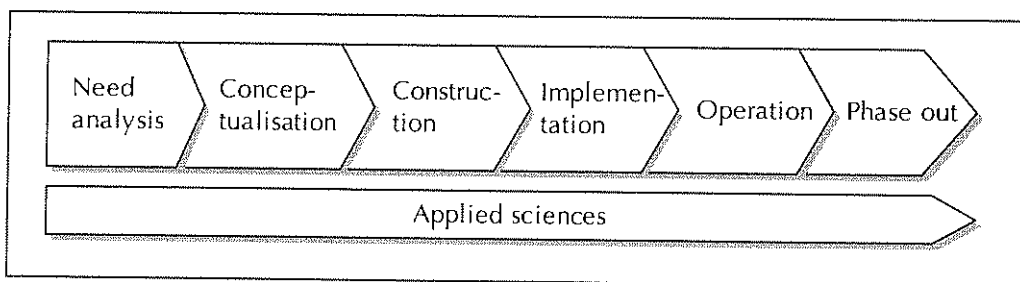 Need
analysis
Concep-
tualisation
Construc-
tion
Implemen-
tation
Operation
Phase out
Applied sciences